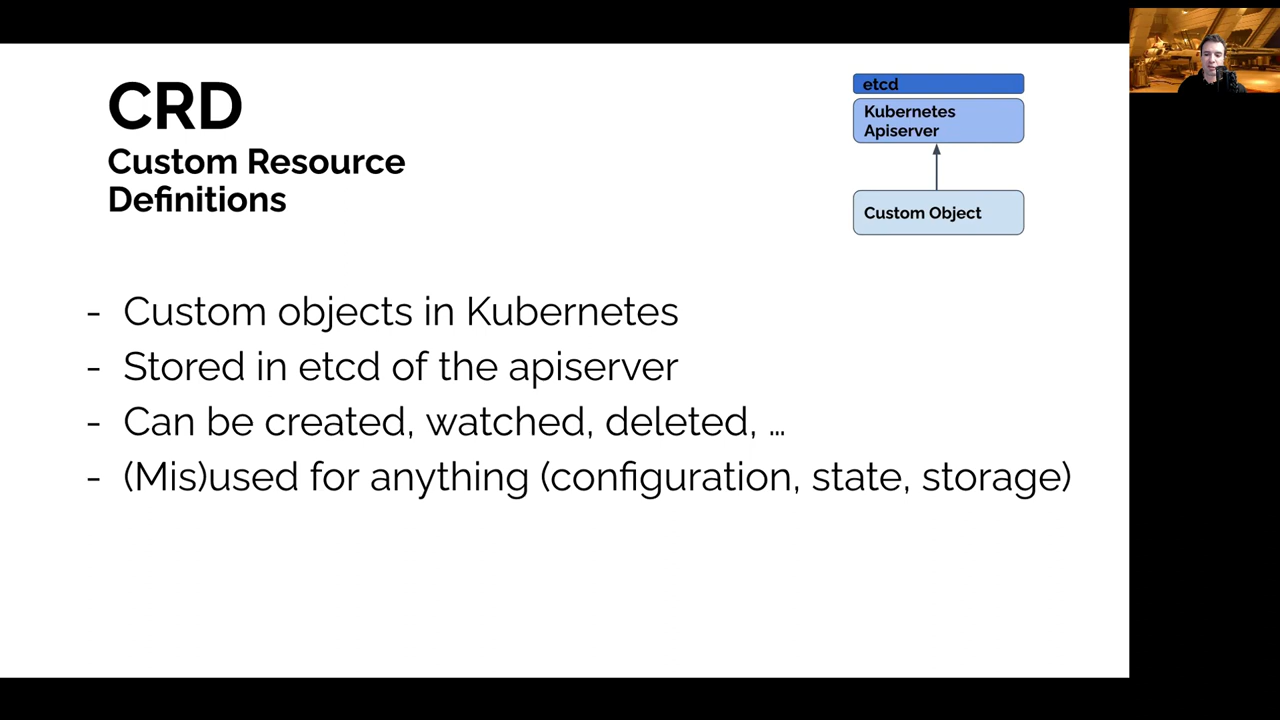 CRD
Custom Resource
Definitions
etcd
Kubernetes
Apiserver
Custom Object
- Custom objects in Kubernetes
- Stored in etcd of the apiserver
- Can be created, watched, deleted, ...
- (Mis)used for anything (configuration, state, storage)